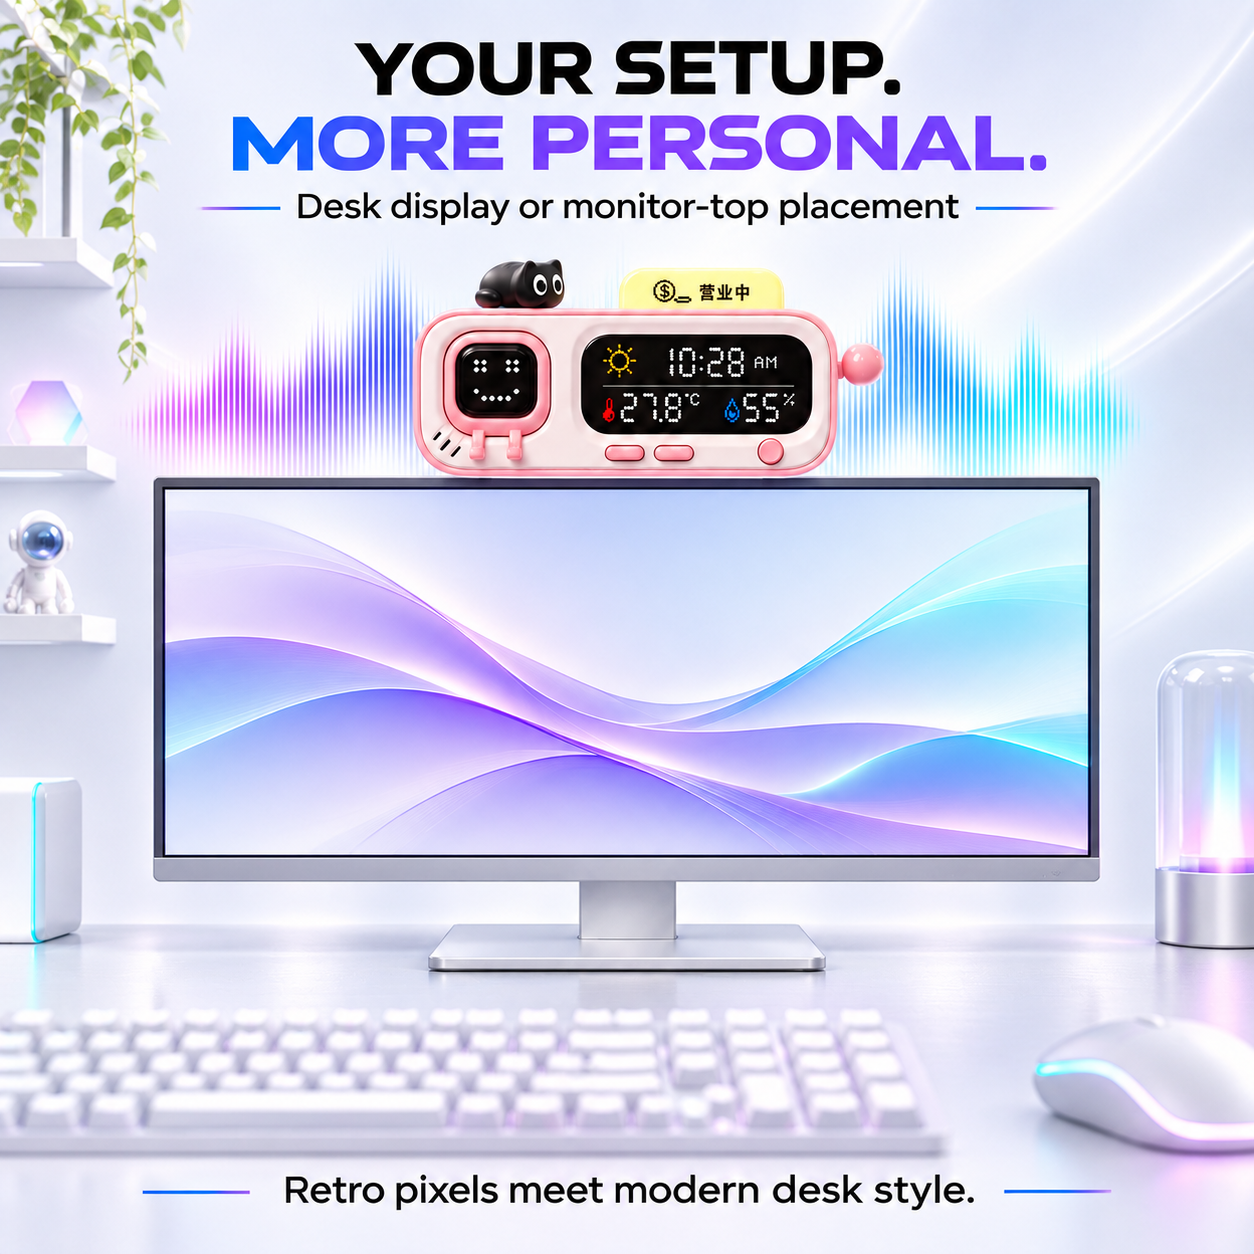 YOUR SETUP.
MORE PERSONAL.
Desk display or monitor-top placement
$ 营业中
10:28 AM
27.8°C 55%
Retro pixels meet modern desk style.